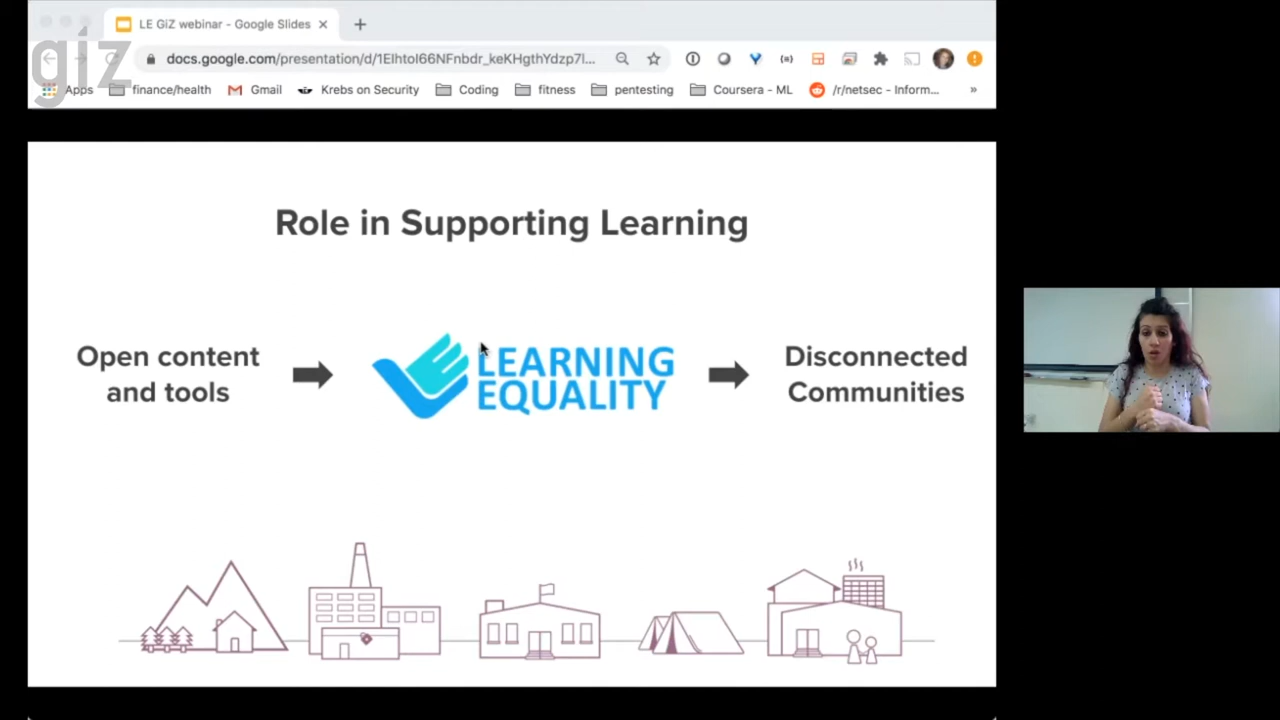 LE GiZ webinar - Google Slides
giz
docs.google.com/presentation/d/1Elhtol66NFnbdr_keKHgthYdzp7l...
Apps
finance/health
Gmail
Krebs on Security
Coding
fitness
pentesting
Coursera - ML
/r/netsec - Inform...
»
Role in Supporting Learning
Open content
and tools
LEARNING
EQUALITY
Disconnected
Communities